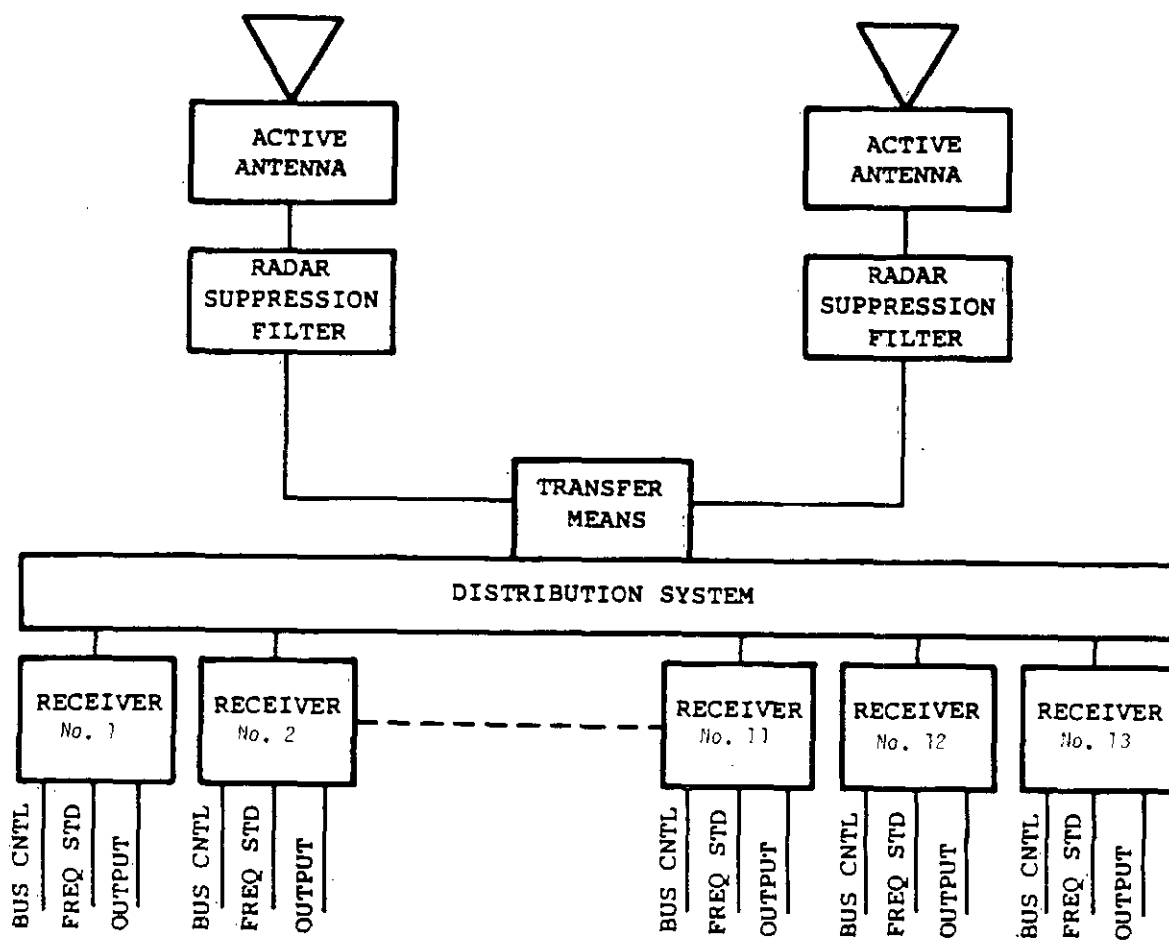 ACTIVE
ANTENNA
ACTIVE
ANTENNA
RADAR
SUPPRESSION
FILTER
RADAR
SUPPRESSION
FILTER
TRANSFER
MEANS
DISTRIBUTION SYSTEM
RECEIVER
No. 1
RECEIVER
No. 2
RECEIVER
No. 11
RECEIVER
No. 12
RECEIVER
No. 13
BUS CNTL
FREQ STD
OUTPUT
BUS CNTL
FREQ STD
OUTPUT
BUS CNTL
FREQ STD
OUTPUT
BUS CNTL
FREQ STD
OUTPUT
BUS CNTL
FREQ STD
OUTPUT